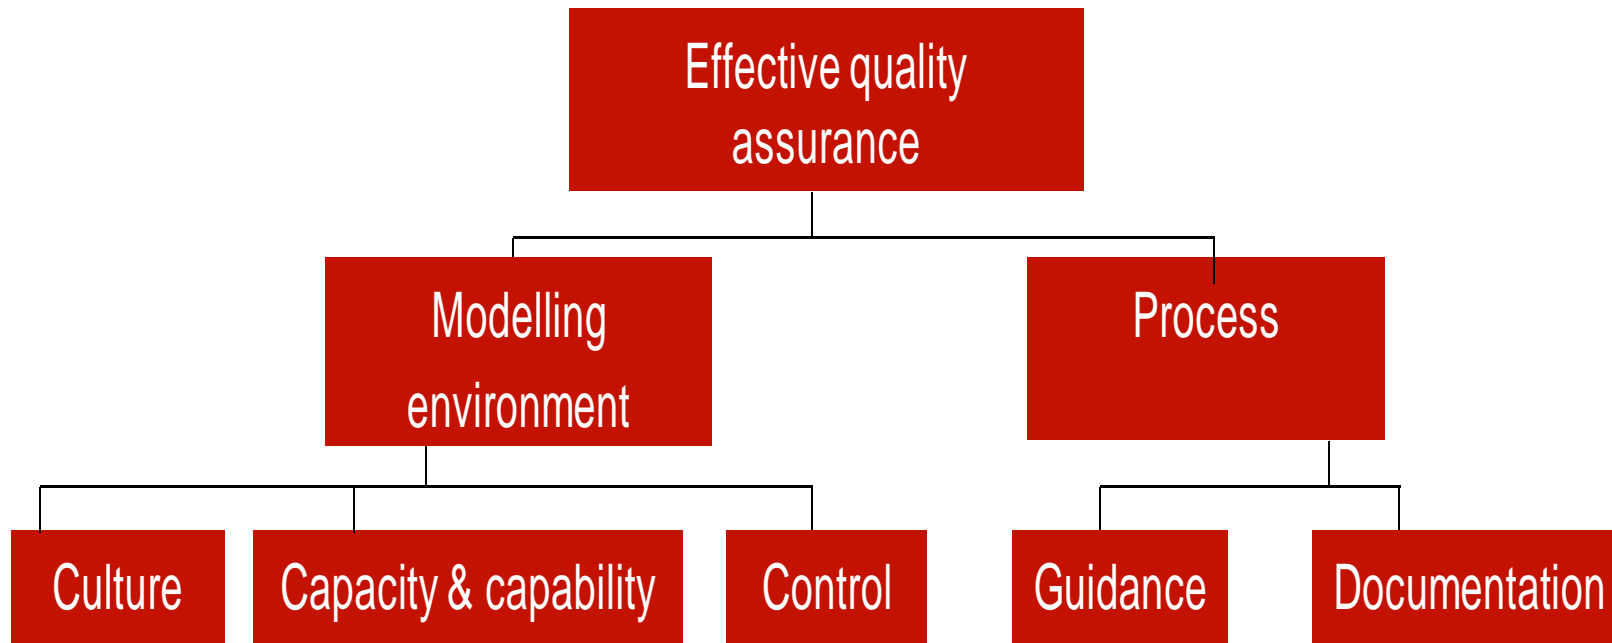 Effective quality
assurance
Modelling
environment
Process
Culture
Capacity & capability
Control
Guidance
Documentation